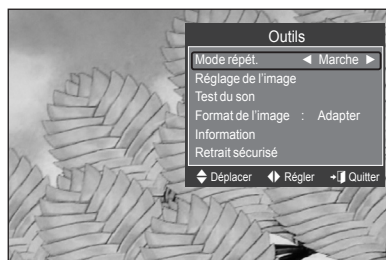 Outils
Mode répét. ◀ Marche ▶
Réglage de l'image
Test du son
Format de l'image : Adapter
Information
Retrait sécurisé
Déplacer Régler Quitter